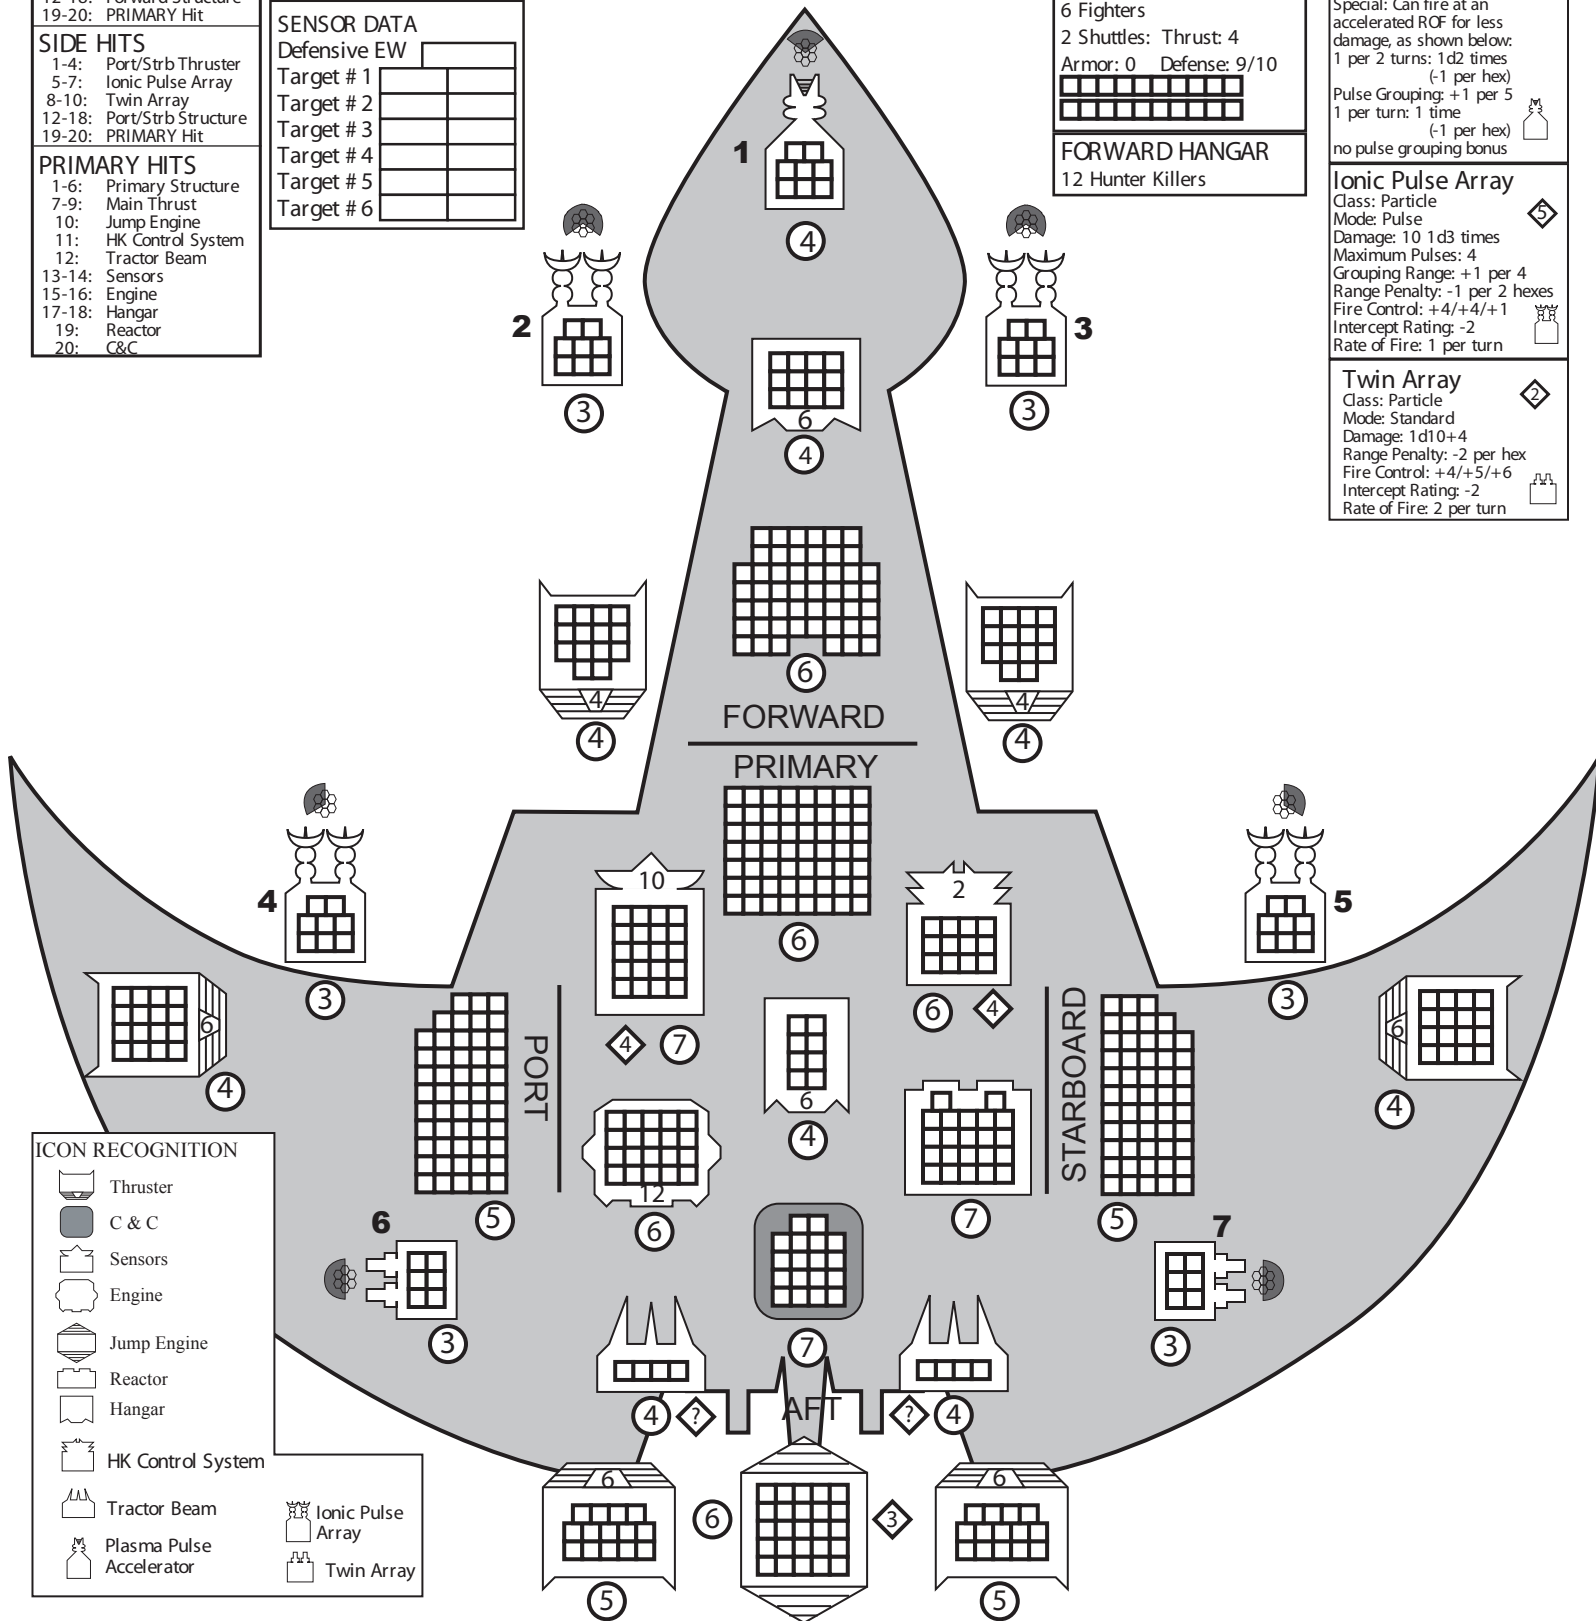 12-18: Forward Structure
19-20: PRIMARY Hit
SIDE HITS
1-4: Port/Strb Thruster
5-7: Ionic Pulse Array
8-10: Twin Array
12-18: Port/Strb Structure
19-20: PRIMARY Hit
PRIMARY HITS
1-6: Primary Structure
7-9: Main Thrust
10: Jump Engine
11: HK Control System
12: Tractor Beam
13-14: Sensors
15-16: Engine
17-18: Hangar
19: Reactor
20: C&C
SENSOR DATA
Defensive EW
Target # 1
Target # 2
Target # 3
Target # 4
Target # 5
Target # 6
6 Fighters
2 Shuttles: Thrust: 4
Armor: 0 Defense: 9/10
FORWARD HANGAR
12 Hunter Killers
Special: Can fire at an
accelerated ROF for less
damage, as shown below:
1 per 2 turns: 1d2 times
(-1 per hex)
Pulse Grouping: +1 per 5
1 per turn: 1 time
(-1 per hex)
no pulse grouping bonus
Ionic Pulse Array
Class: Particle
5
Mode: Pulse
Damage: 10 1d3 times
Maximum Pulses: 4
Grouping Range: +1 per 4
Range Penalty: -1 per 2 hexes
Fire Control: +4/+4/+1
Intercept Rating: -2
Rate of Fire: 1 per turn
Twin Array
2
Class: Particle
Mode: Standard
Damage: 1d10+4
Range Penalty: -2 per hex
Fire Control: +4/+5/+6
Intercept Rating: -2
Rate of Fire: 2 per turn
1
4
2
3
3
3
6
4
6
4
4
4
4
FORWARD
PRIMARY
10
2
4
5
6
3
6
4
3
6
6
4
7
4
4
PORT
STARBOARD
6
4
12
6
5
7
5
6
7
3
7
3
4
?
AFT
?
4
6
6
6
3
5
5
ICON RECOGNITION
Thruster
C & C
Sensors
Engine
Jump Engine
Reactor
Hangar
HK Control System
Tractor Beam
Plasma Pulse
Accelerator
Ionic Pulse
Array
Twin Array